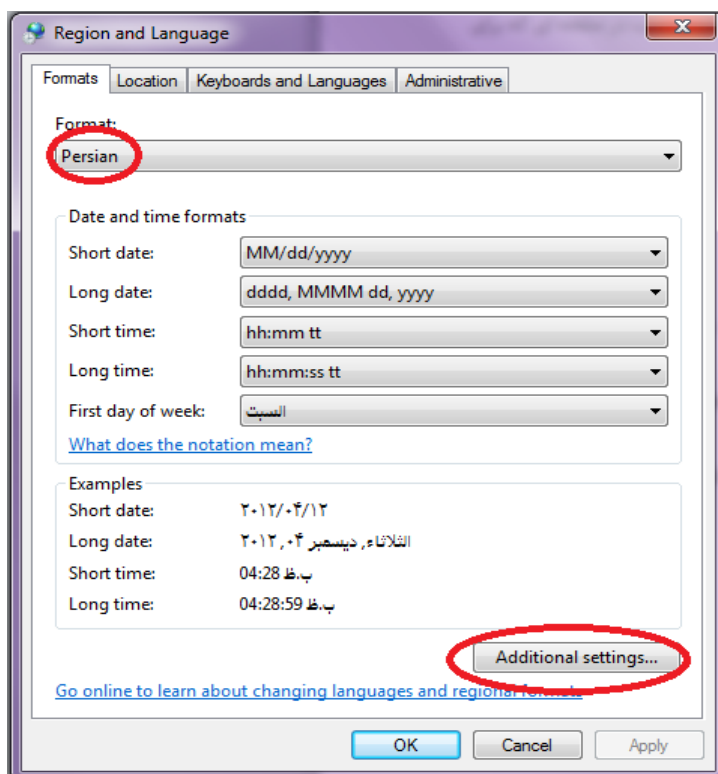 Region and Language
Formats Location Keyboards and Languages Administrative
Format:
Persian
Date and time formats
Short date: MM/dd/yyyy
Long date: dddd, MMMM dd, yyyy
Short time: hh:mm tt
Long time: hh:mm:ss tt
First day of week: السبت
What does the notation mean?
Examples
Short date: ۲۰۱۲/۰۴/۱۲
Long date: الثلاثاء, ديسمبر ۰۴, ۲۰۱۲
Short time: 04:28 ب.ظ
Long time: 04:28:59 ب.ظ
Additional settings...
Go online to learn about changing languages and regional formats
OK Cancel Apply